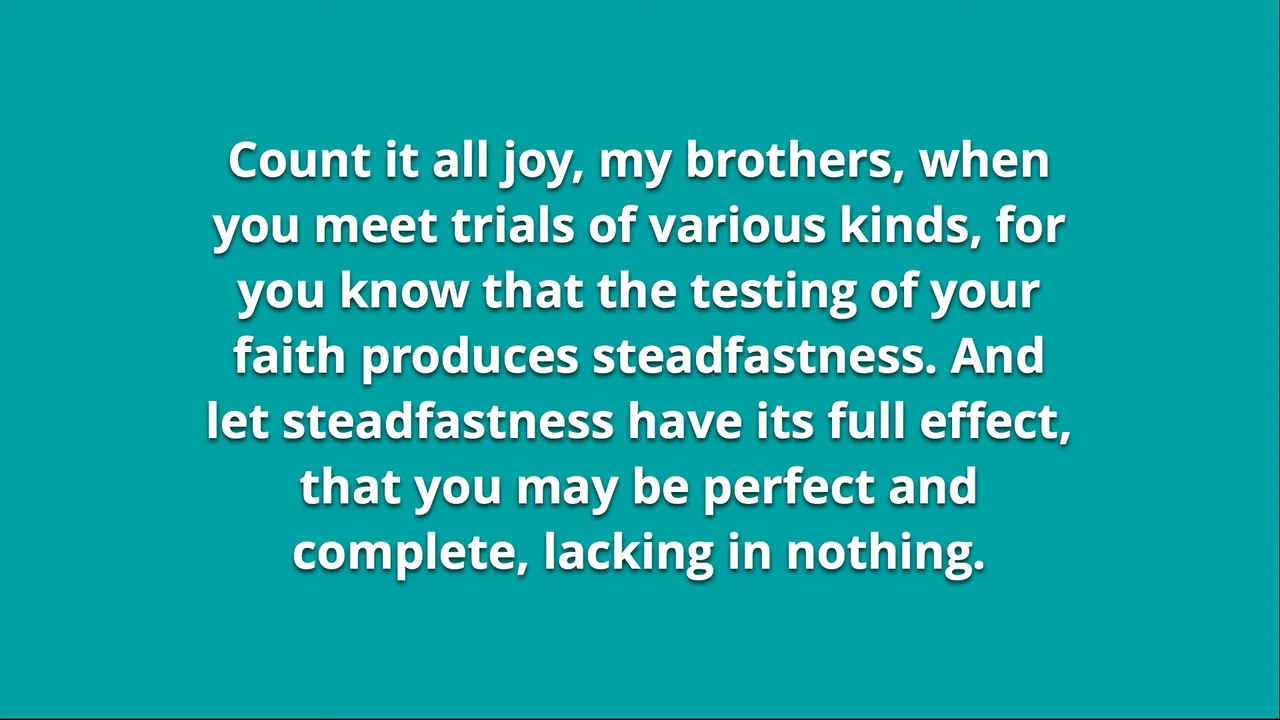 Count it all joy, my brothers, when
you meet trials of various kinds, for
you know that the testing of your
faith produces steadfastness. And
let steadfastness have its full effect,
that you may be perfect and
complete, lacking in nothing.